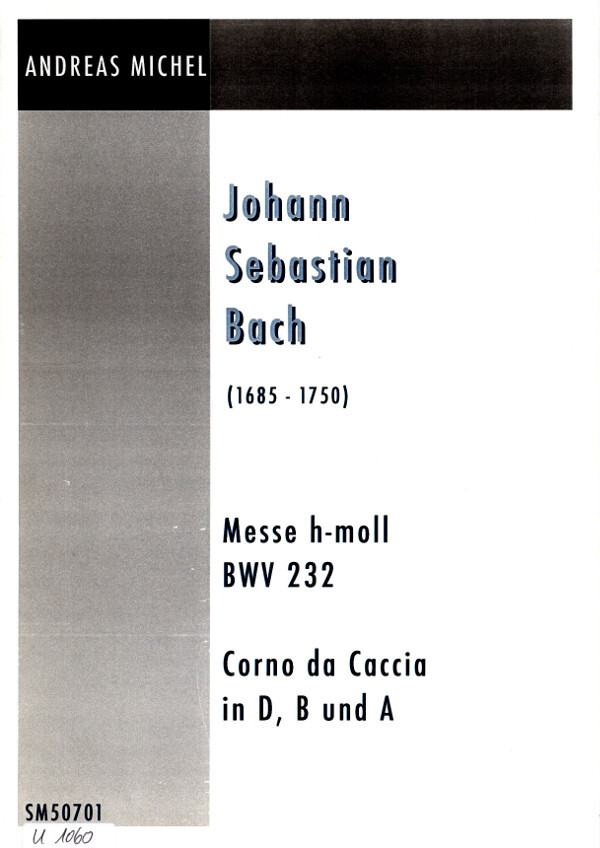 ANDREAS MICHEL
Johann
Sebastian
Bach
(1685 - 1750)
Messe h-moll
BWV 232
Corno da Caccia
in D, B und A
SM50701
U 1060